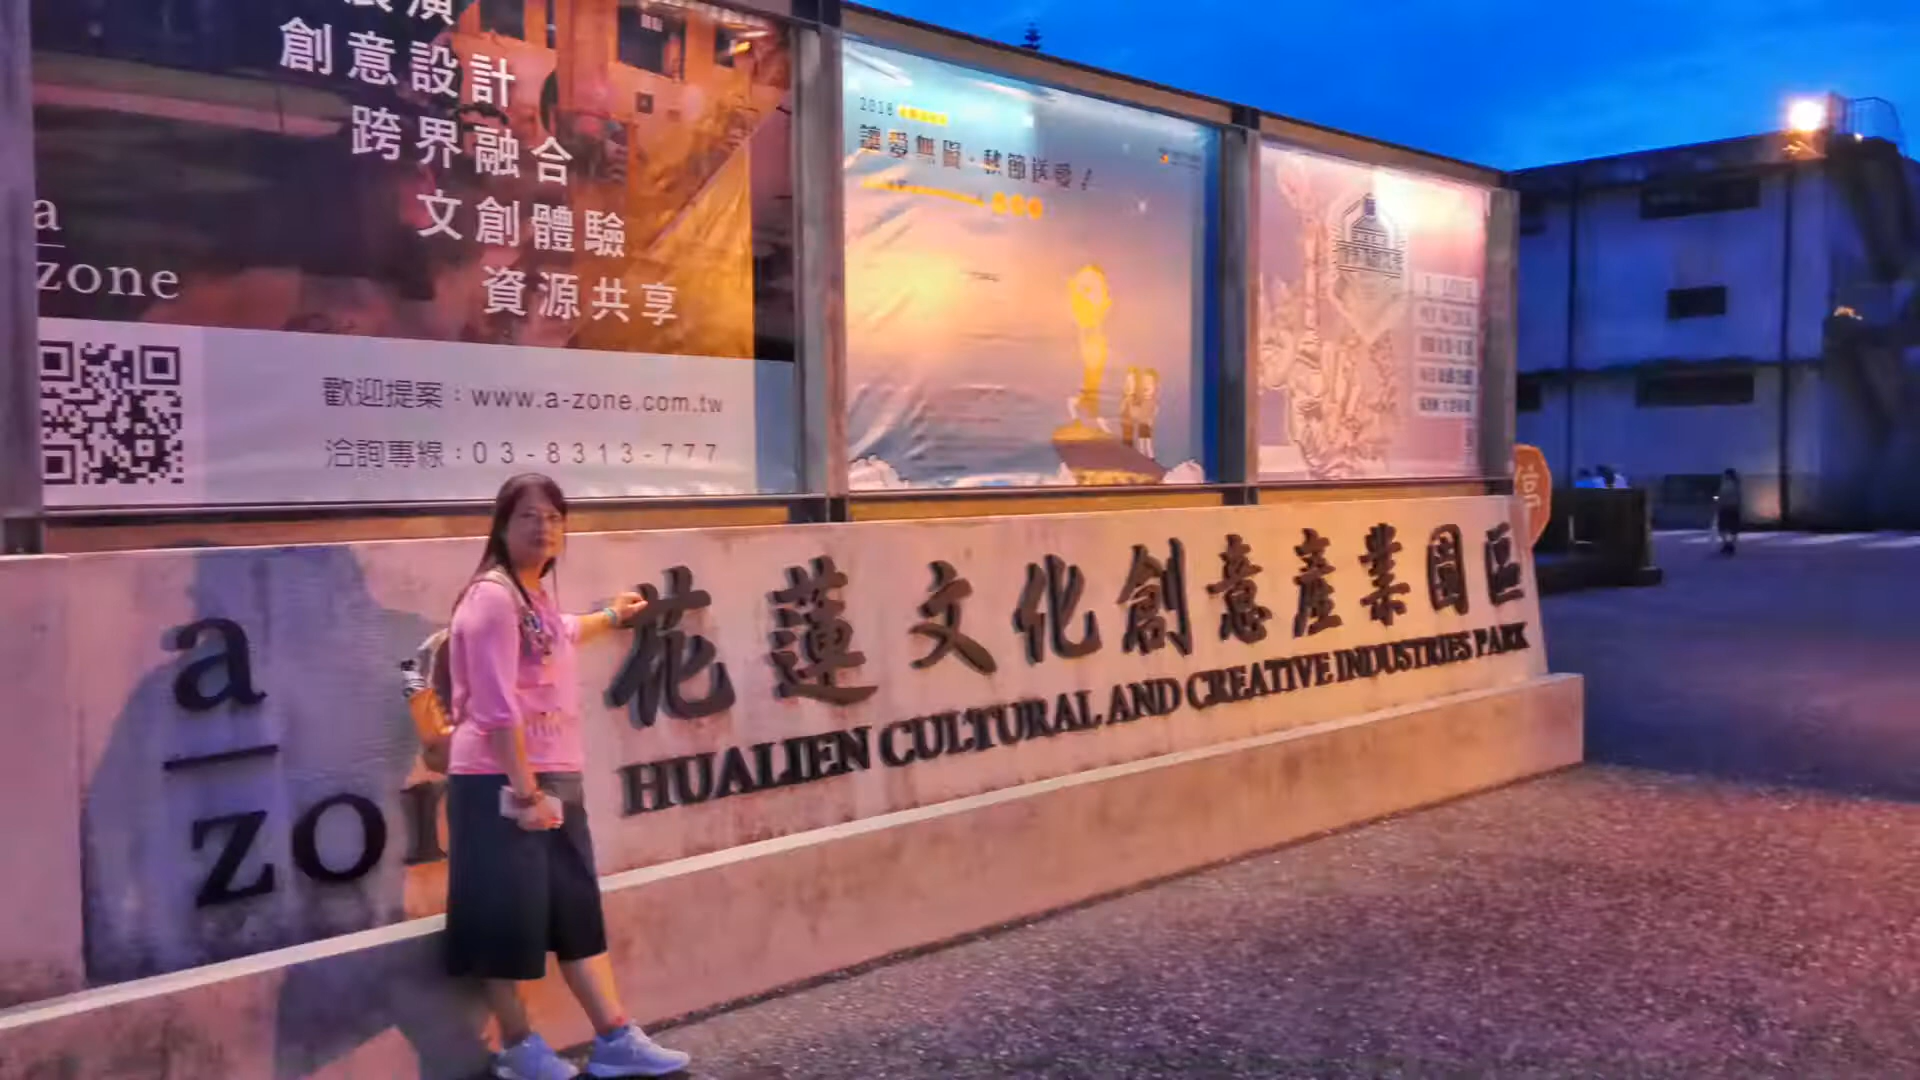 創意設計
跨界融合
文創體驗
資源共享
a
zone
歡迎提案：www.a-zone.com.tw
洽詢專線：03-8313-777
2018
讓愛無限‧秋節送愛！
停
a
zon
花蓮文化創意產業園區
HUALIEN CULTURAL AND CREATIVE INDUSTRIES PARK